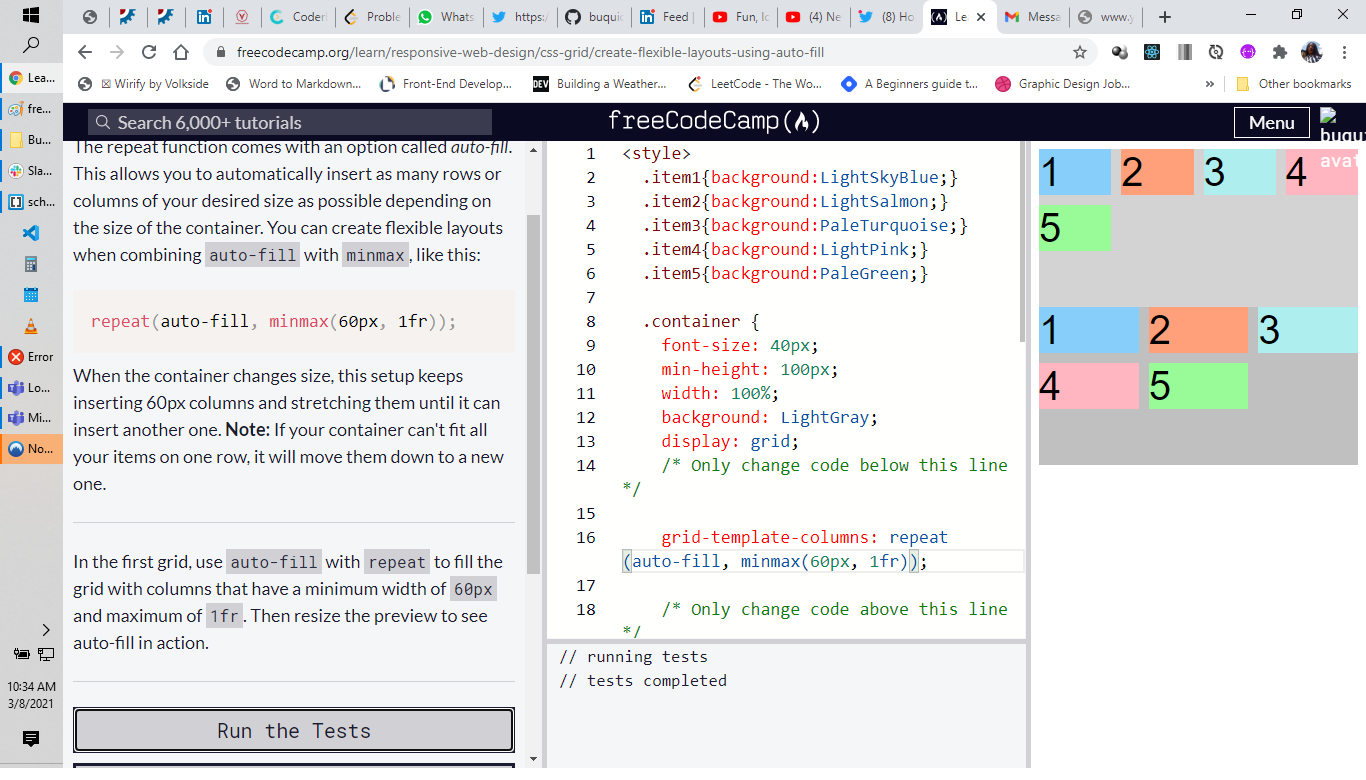 Coderl
Proble
Whats
https:/
buquic
Feed |
Fun, Ic
(4) Ne
(8) Ho
Le
Messa
www.y
freecodecamp.org/learn/responsive-web-design/css-grid/create-flexible-layouts-using-auto-fill
Wirify by Volkside
Word to Markdown...
Front-End Develop...
DEV Building a Weather...
LeetCode - The Wo...
A Beginners guide t...
Graphic Design Job...
»
Other bookmarks
Lea...
fre...
Bu...
Sla...
sch...
Error
Lo...
Mi...
No...
10:34 AM
3/8/2021
Search 6,000+ tutorials
freeCodeCamp
Menu
buqu
avat
The repeat function comes with an option called auto-fill.
This allows you to automatically insert as many rows or
columns of your desired size as possible depending on
the size of the container. You can create flexible layouts
when combining auto-fill with minmax, like this:
repeat(auto-fill, minmax(60px, 1fr));
When the container changes size, this setup keeps
inserting 60px columns and stretching them until it can
insert another one. Note: If your container can't fit all
your items on one row, it will move them down to a new
one.
In the first grid, use auto-fill with repeat to fill the
grid with columns that have a minimum width of 60px
and maximum of 1fr. Then resize the preview to see
auto-fill in action.
Run the Tests
1 <style>
2 .item1{background:LightSkyBlue;}
3 .item2{background:LightSalmon;}
4 .item3{background:PaleTurquoise;}
5 .item4{background:LightPink;}
6 .item5{background:PaleGreen;}
7
8 .container {
9 font-size: 40px;
10 min-height: 100px;
11 width: 100%;
12 background: LightGray;
13 display: grid;
14 /* Only change code below this line
*/
15
16 grid-template-columns: repeat
(auto-fill, minmax(60px, 1fr));
17
18 /* Only change code above this line
*/
// running tests
// tests completed
1 2 3 4
5
1 2 3
4 5